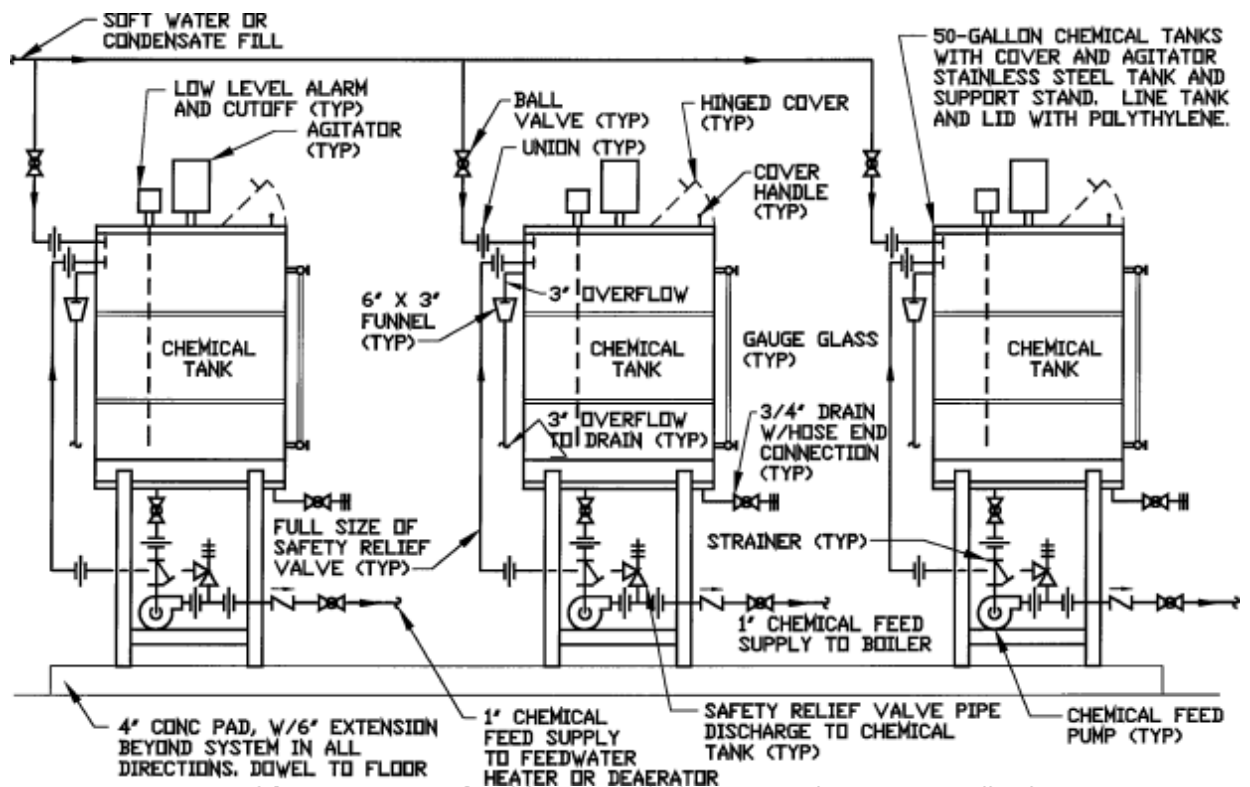 SOFT WATER OR
CONDENSATE FILL
LOW LEVEL ALARM
AND CUTOFF (TYP)
AGITATOR
(TYP)
BALL
VALVE (TYP)
UNION (TYP)
HINGED COVER
(TYP)
COVER
HANDLE
(TYP)
50-GALLON CHEMICAL TANKS
WITH COVER AND AGITATOR
STAINLESS STEEL TANK AND
SUPPORT STAND. LINE TANK
AND LID WITH POLYTHYLENE.
6" X 3"
FUNNEL
(TYP)
3" OVERFLOW
CHEMICAL
TANK
CHEMICAL
TANK
CHEMICAL
TANK
GAUGE GLASS
(TYP)
3" OVERFLOW
TO DRAIN (TYP)
3/4" DRAIN
W/HOSE END
CONNECTION
(TYP)
FULL SIZE OF
SAFETY RELIEF
VALVE (TYP)
STRAINER (TYP)
1" CHEMICAL FEED
SUPPLY TO BOILER
4" CONC PAD, W/6" EXTENSION
BEYOND SYSTEM IN ALL
DIRECTIONS. DOWEL TO FLOOR
1" CHEMICAL
FEED SUPPLY
TO FEEDWATER
HEATER OR DEAERATOR
SAFETY RELIEF VALVE PIPE
DISCHARGE TO CHEMICAL
TANK (TYP)
CHEMICAL FEED
PUMP (TYP)